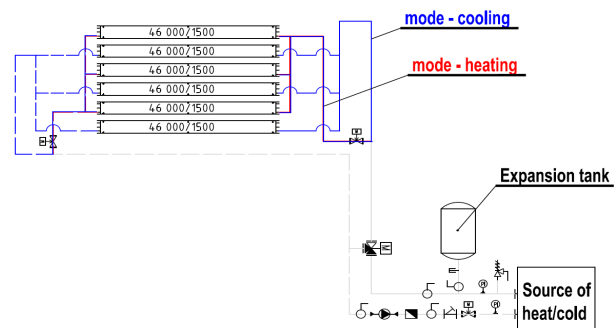 46 000/1500
mode - cooling
46 000/1500
46 000/1500
mode - heating
46 000/1500
46 000/1500
46 000/1500
M
M
Expansion tank
M
Source of
heat/cold
M
M
M